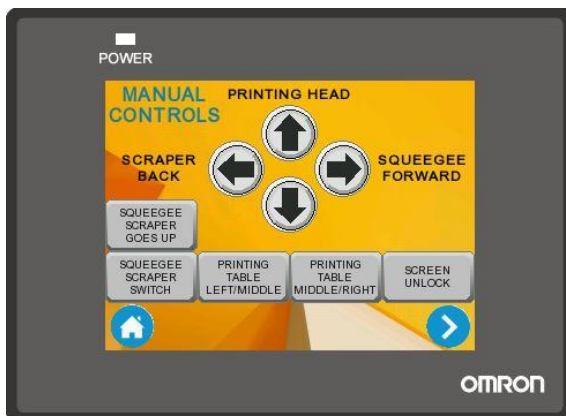 POWER
MANUAL
CONTROLS
PRINTING HEAD
SCRAPER
BACK
SQUEEGEE
FORWARD
SQUEEGEE
SCRAPER
GOES UP
SQUEEGEE
SCRAPER
SWITCH
PRINTING
TABLE
LEFT/MIDDLE
PRINTING
TABLE
MIDDLE/RIGHT
SCREEN
UNLOCK
OMRON